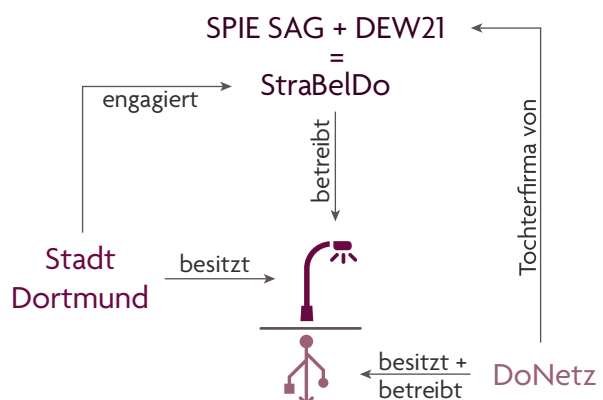 SPIE SAG + DEW21
=
StraBelDo
engagiert
betreibt
Tochterfirma von
Stadt
Dortmund
besitzt
besitzt +
betreibt
DoNetz